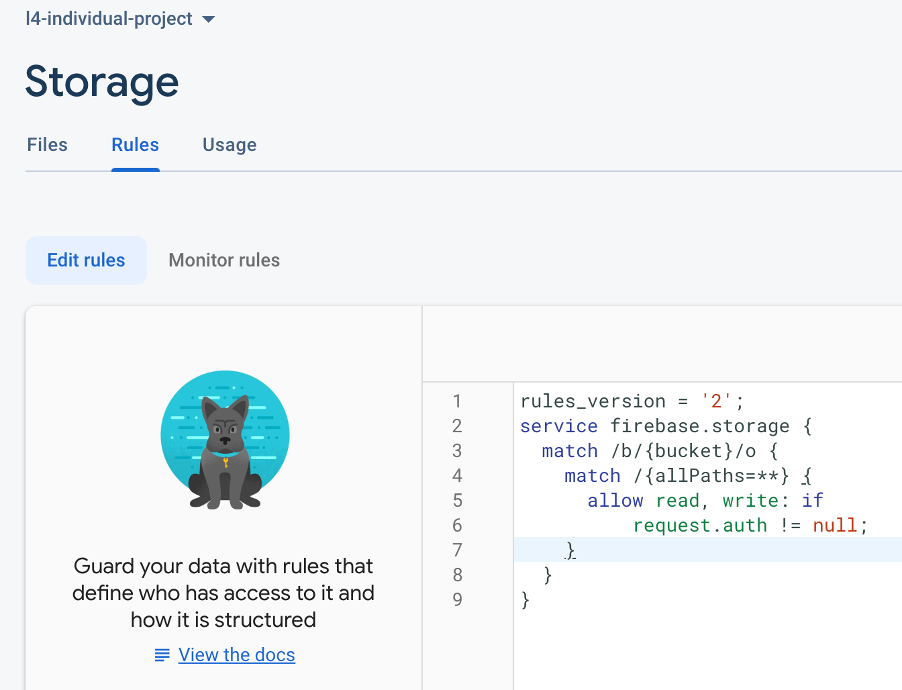 l4-individual-project
Storage
Files Rules Usage
Edit rules Monitor rules
Guard your data with rules that
define who has access to it and
how it is structured
View the docs
1 rules_version = '2';
2 service firebase.storage {
3 match /b/{bucket}/o {
4 match /{allPaths=**} {
5 allow read, write: if
6 request.auth != null;
7 }
8 }
9 }